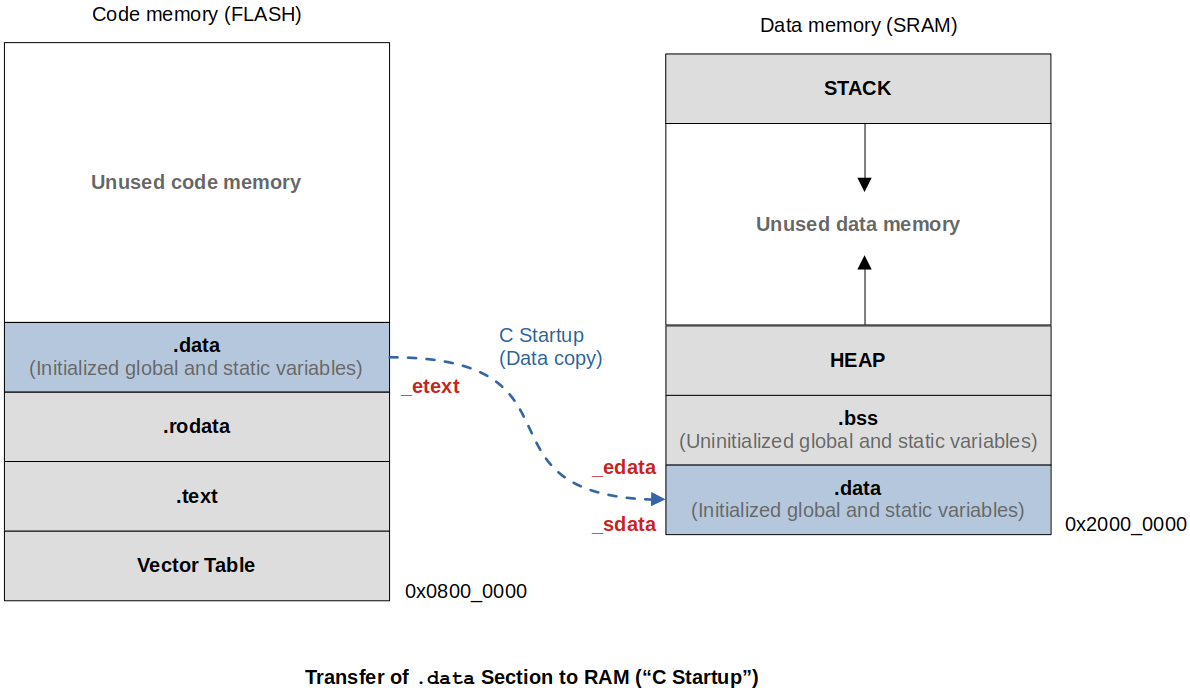 Code memory (FLASH)
Data memory (SRAM)
Unused code memory
.data
(Initialized global and static variables)
_etext
.rodata
.text
Vector Table
0x0800_0000
C Startup
(Data copy)
STACK
Unused data memory
HEAP
.bss
(Uninitialized global and static variables)
_edata
.data
(Initialized global and static variables)
_sdata
0x2000_0000
Transfer of .data Section to RAM (“C Startup”)